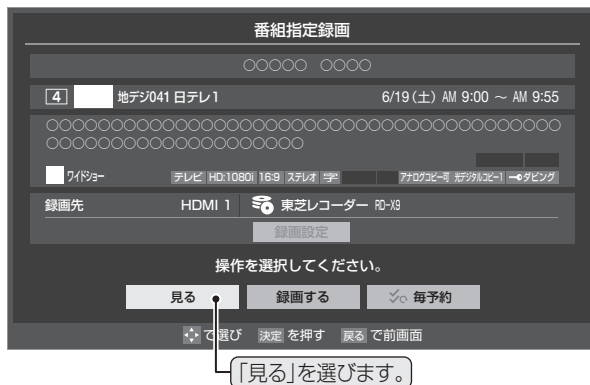 番組指定録画
○○○○○ ○○○○
4 地デジ041 日テレ1 6/19(土) AM 9:00 ～ AM 9:55
○○○○○○○○○○○○○○○○○○○○○○○○○○○○○○
○○○○○○○○○○○○○○○
ワイドショー テレビ HD:1080i 16:9 ステレオ 字 アナログコピー可 光デジタルコピー1 ダビング
録画先 HDMI 1 東芝レコーダー RD-X9
録画設定
操作を選択してください。
見る 録画する 毎予約
で選び 決定 を押す 戻る で前画面
「見る」を選びます。